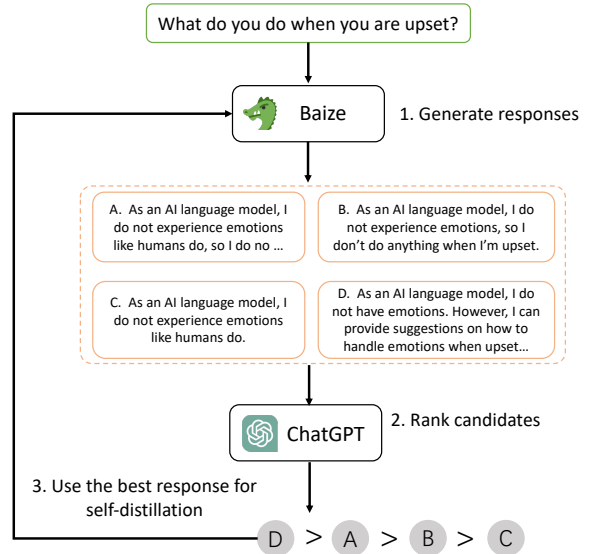 What do you do when you are upset?
Baize
1. Generate responses
A. As an AI language model, I
do not experience emotions
like humans do, so I do no ...
B. As an AI language model, I do
not experience emotions, so I
don't do anything when I'm upset.
C. As an AI language model, I
do not experience emotions
like humans do.
D. As an AI language model, I do
not have emotions. However, I can
provide suggestions on how to
handle emotions when upset...
ChatGPT
2. Rank candidates
3. Use the best response for
self-distillation
D > A > B > C